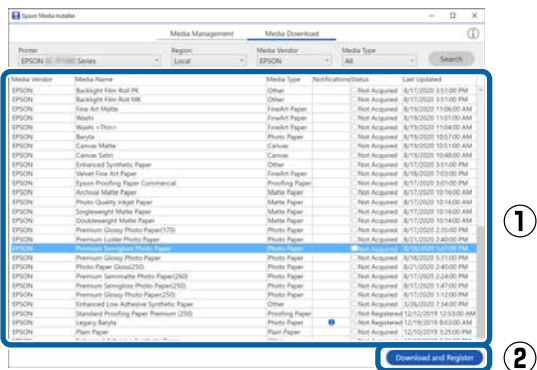 Epson Media Installer
Media Management Media Download
Printer Region Media Vendor Media Type
EPSON Series Local EPSON All Search
Media Vendor Media Name Media Type Notifications Status Last Updated
EPSON Backlight Film Roll PK Other Not Acquired 8/17/2020 3:51:00 PM
EPSON Backlight Film Roll MK Other Not Acquired 8/17/2020 3:51:00 PM
EPSON Fine Art Matte FineArt Paper Not Acquired 8/19/2020 11:06:00 AM
EPSON Washi FineArt Paper Not Acquired 8/19/2020 11:01:00 AM
EPSON Washi <Thin> FineArt Paper Not Acquired 8/19/2020 11:04:00 AM
EPSON Baryta Photo Paper Not Acquired 8/19/2020 10:57:00 AM
EPSON Canvas Matte Canvas Not Acquired 8/19/2020 10:51:00 AM
EPSON Canvas Satin Canvas Not Acquired 8/19/2020 10:48:00 AM
EPSON Enhanced Synthetic Paper Other Not Acquired 8/17/2020 3:51:00 PM
EPSON Velvet Fine Art Paper FineArt Paper Not Acquired 8/18/2020 7:03:00 PM
EPSON Epson Proofing Paper Commercial Proofing Paper Not Acquired 8/17/2020 3:01:00 PM
EPSON Archival Matte Paper Matte Paper Not Acquired 8/17/2020 10:16:00 AM
EPSON Photo Quality Inkjet Paper Matte Paper Not Acquired 8/17/2020 10:16:00 AM
EPSON Singleweight Matte Paper Matte Paper Not Acquired 8/17/2020 10:16:00 AM
EPSON Doubleweight Matte Paper Matte Paper Not Acquired 8/17/2020 10:14:00 AM
EPSON Premium Glossy Photo Paper(170) Photo Paper Not Acquired 8/17/2020 2:35:00 PM
EPSON Premium Luster Photo Paper Photo Paper Not Acquired 8/21/2020 2:40:00 PM
EPSON Premium Semigloss Photo Paper Photo Paper Not Acquired
EPSON Premium Glossy Photo Paper Photo Paper Not Acquired 8/18/2020 5:31:00 PM
EPSON Photo Paper Gloss(250) Photo Paper Not Acquired 8/21/2020 2:40:00 PM
EPSON Premium Semimatte Photo Paper(260) Photo Paper Not Acquired 8/17/2020 2:24:00 PM
EPSON Premium Semigloss Photo Paper(250) Photo Paper Not Acquired 8/17/2020 1:47:00 PM
EPSON Premium Glossy Photo Paper(250) Photo Paper Not Acquired 8/17/2020 1:12:00 PM
EPSON Enhanced Low Adhesive Synthetic Paper Other Not Acquired 3/26/2020 7:34:00 PM
EPSON Standard Proofing Paper Premium (250) Proofing Paper Not Registered 12/12/2019 12:53:00 AM
EPSON Legacy Baryta Photo Paper Not Registered 12/19/2019 8:03:00 AM
EPSON Plain Paper Plain Paper Not Acquired 12/10/2019 5:25:00 PM
①
Download and Register ②